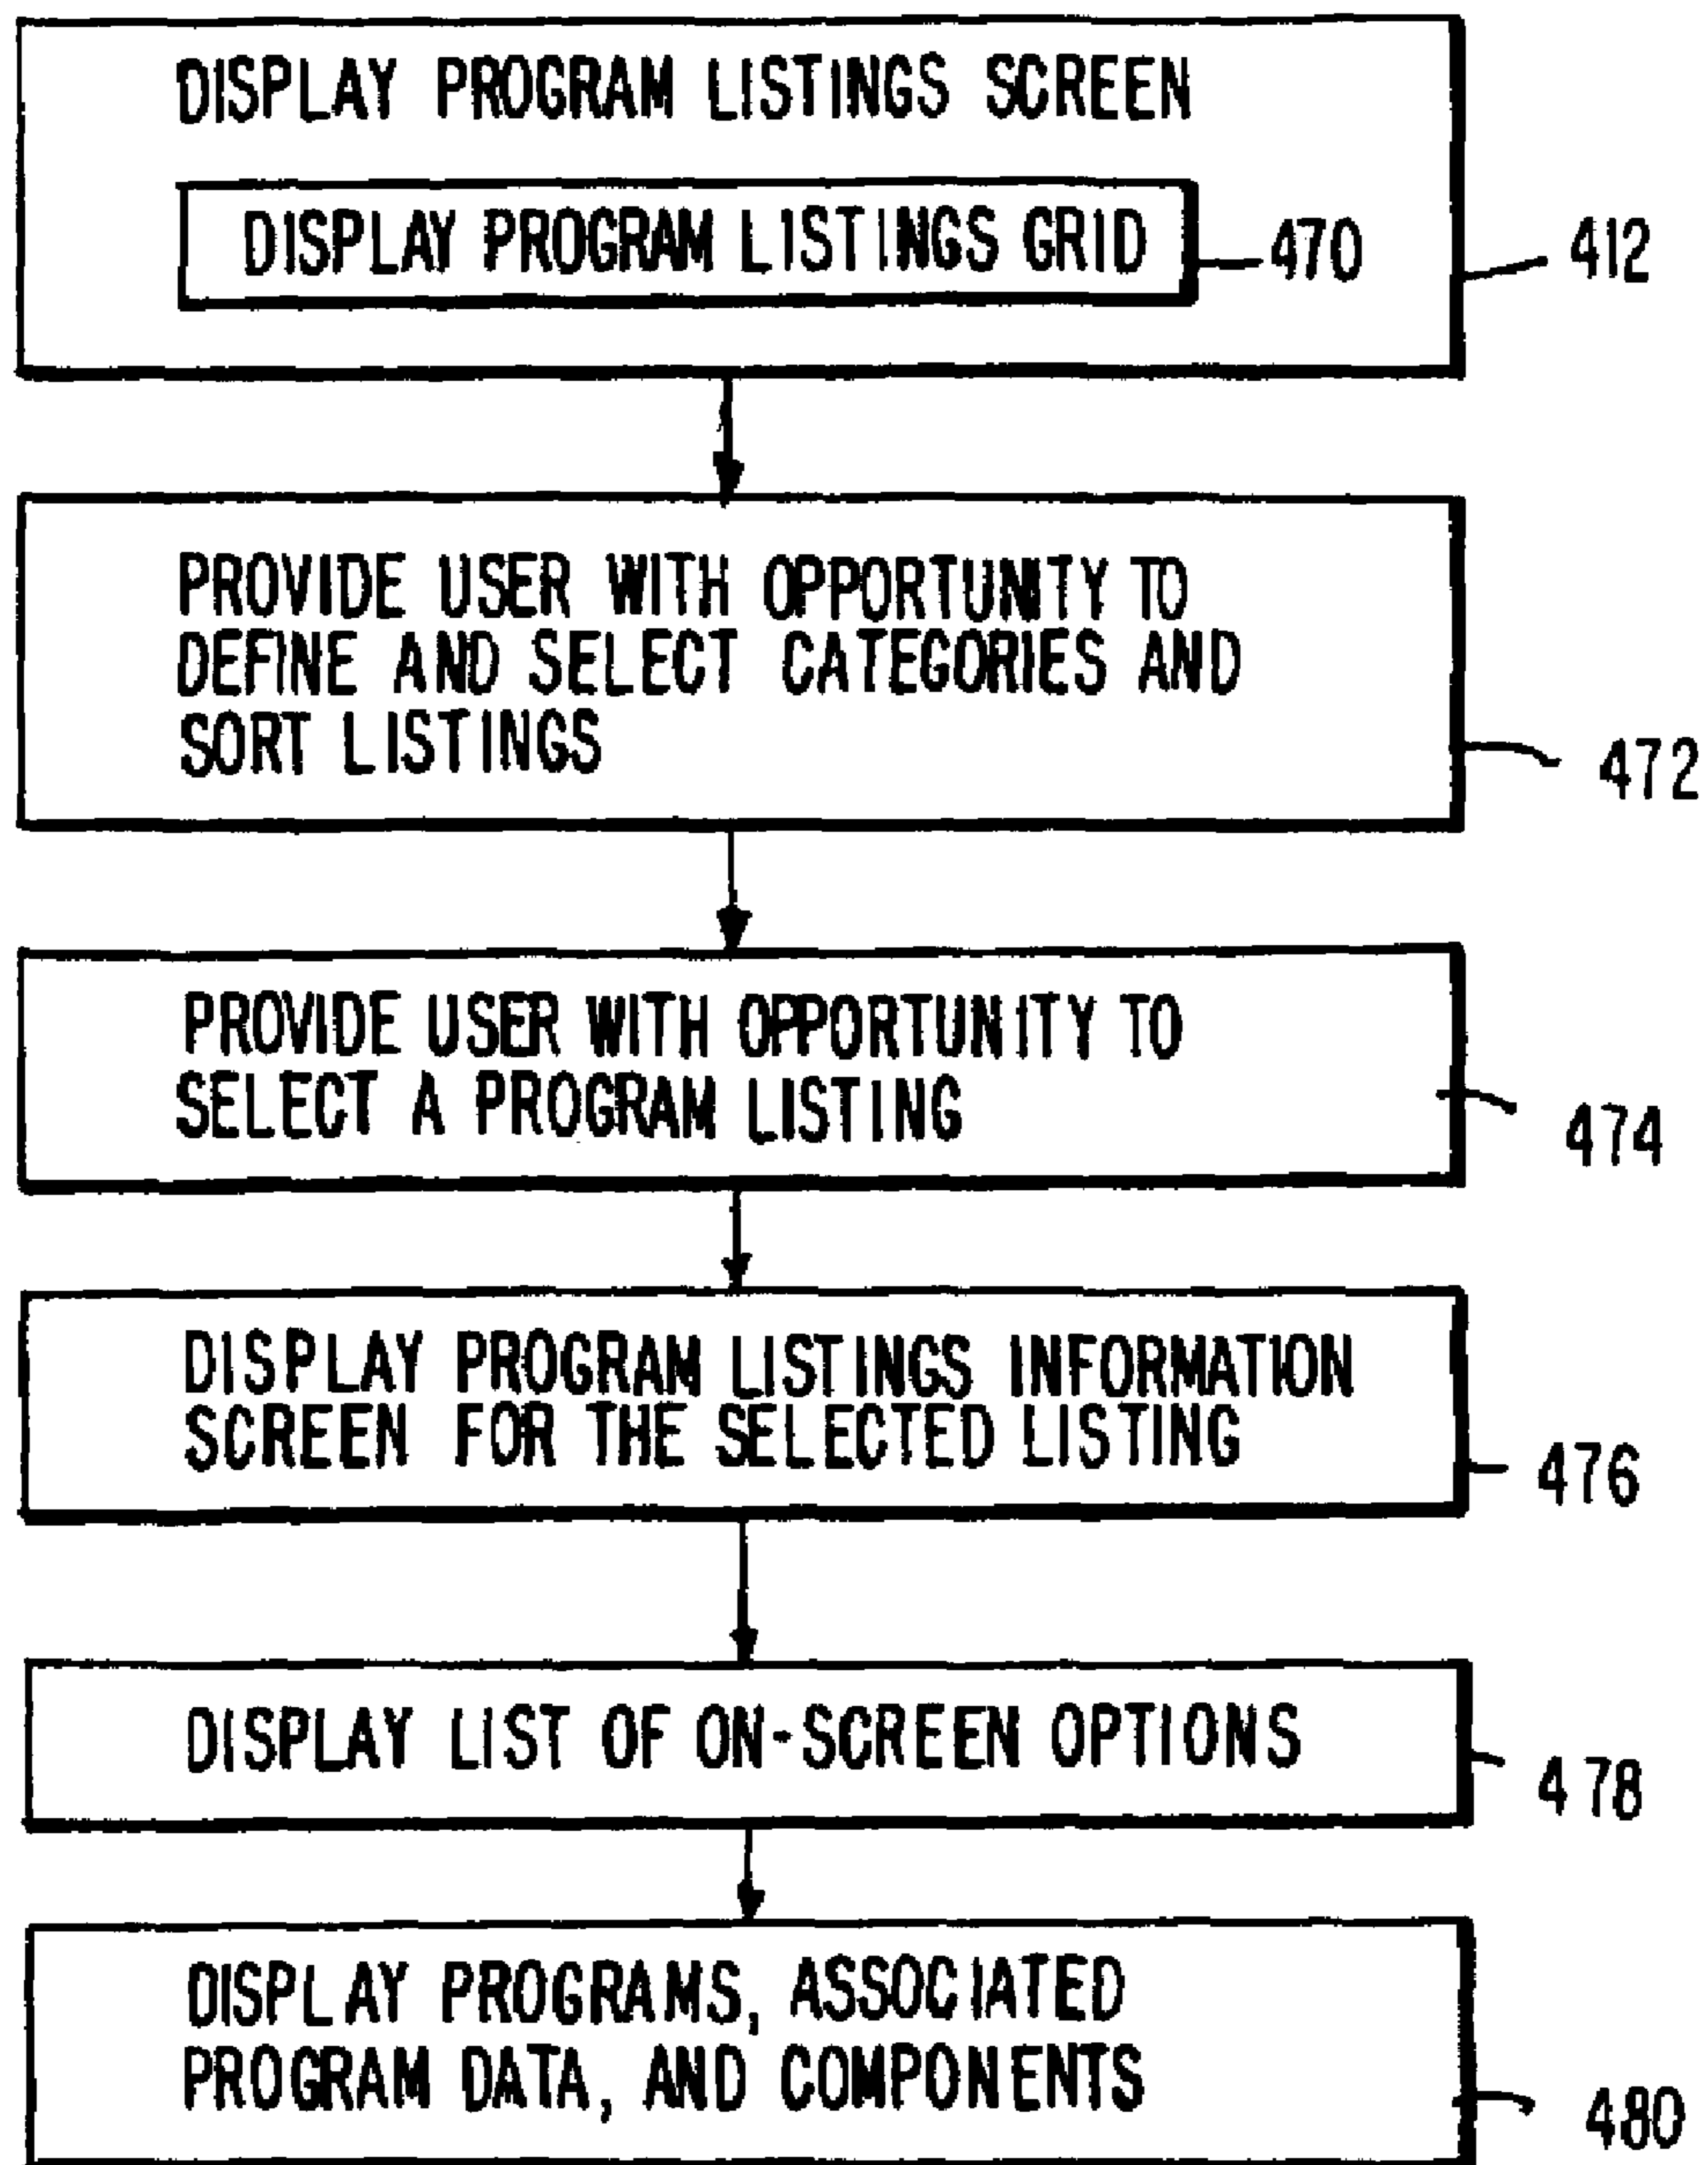 DISPLAY PROGRAM LISTINGS SCREEN
DISPLAY PROGRAM LISTINGS GRID
470
412
PROVIDE USER WITH OPPORTUNITY TO
DEFINE AND SELECT CATEGORIES AND
SORT LISTINGS
472
PROVIDE USER WITH OPPORTUNITY TO
SELECT A PROGRAM LISTING
474
DISPLAY PROGRAM LISTINGS INFORMATION
SCREEN FOR THE SELECTED LISTING
476
DISPLAY LIST OF ON-SCREEN OPTIONS
478
DISPLAY PROGRAMS, ASSOCIATED
PROGRAM DATA, AND COMPONENTS
480